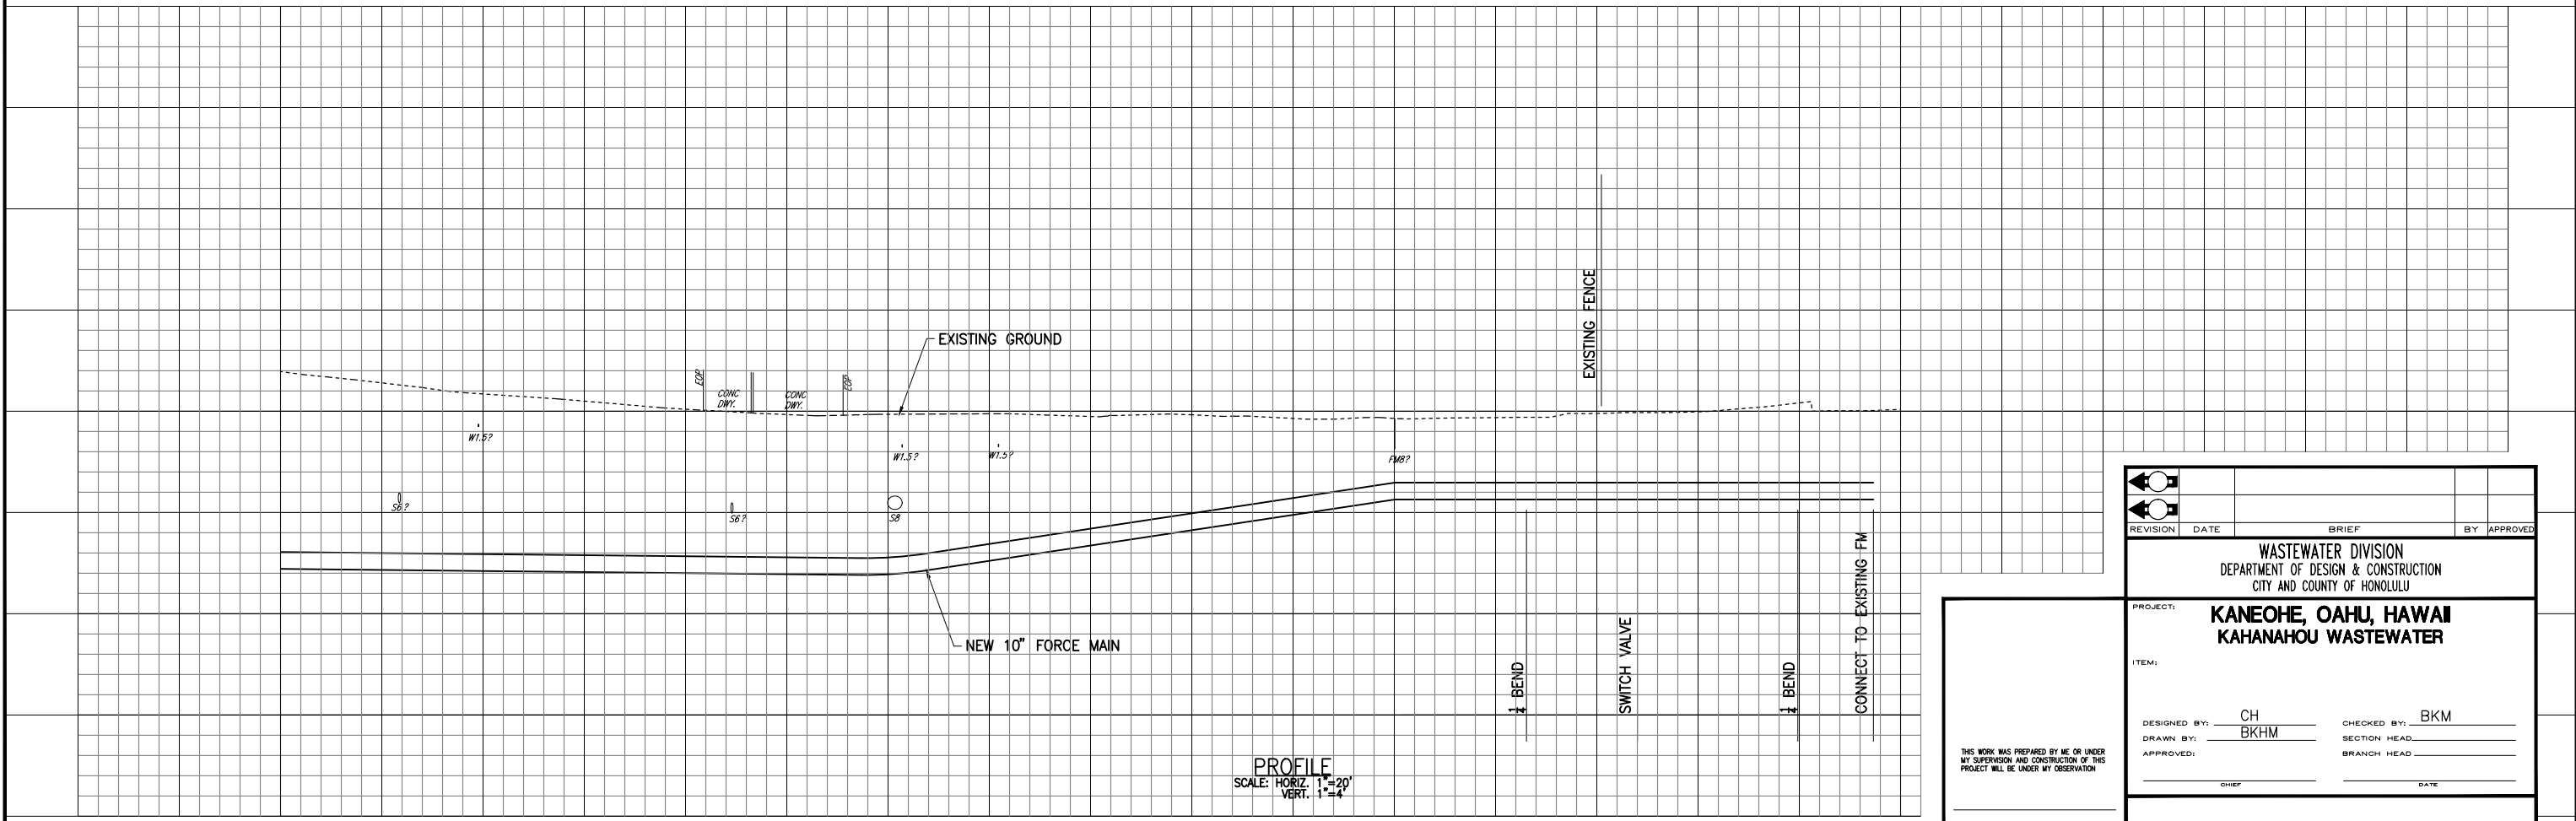 EXISTING FENCE
EXISTING GROUND
EOP
CONC
DWY.
CONC
DWY.
EOP
W1.5?
W1.5?
W1.5?
FM8?
S6?
S6?
S8
NEW 10" FORCE MAIN
1/4 BEND
SWITCH VALVE
1/4 BEND
CONNECT TO EXISTING FM
PROFILE
SCALE: HORIZ. 1"=20'
VERT. 1"=4'
REVISION DATE BRIEF BY APPROVED
WASTEWATER DIVISION
DEPARTMENT OF DESIGN & CONSTRUCTION
CITY AND COUNTY OF HONOLULU
PROJECT:
KANEOHE, OAHU, HAWAII
KAHANAHOU WASTEWATER
ITEM:
DESIGNED BY: CH CHECKED BY: BKM
DRAWN BY: BKHM SECTION HEAD
APPROVED: BRANCH HEAD
CHIEF DATE
THIS WORK WAS PREPARED BY ME OR UNDER
MY SUPERVISION AND CONSTRUCTION OF THIS
PROJECT WILL BE UNDER MY OBSERVATION